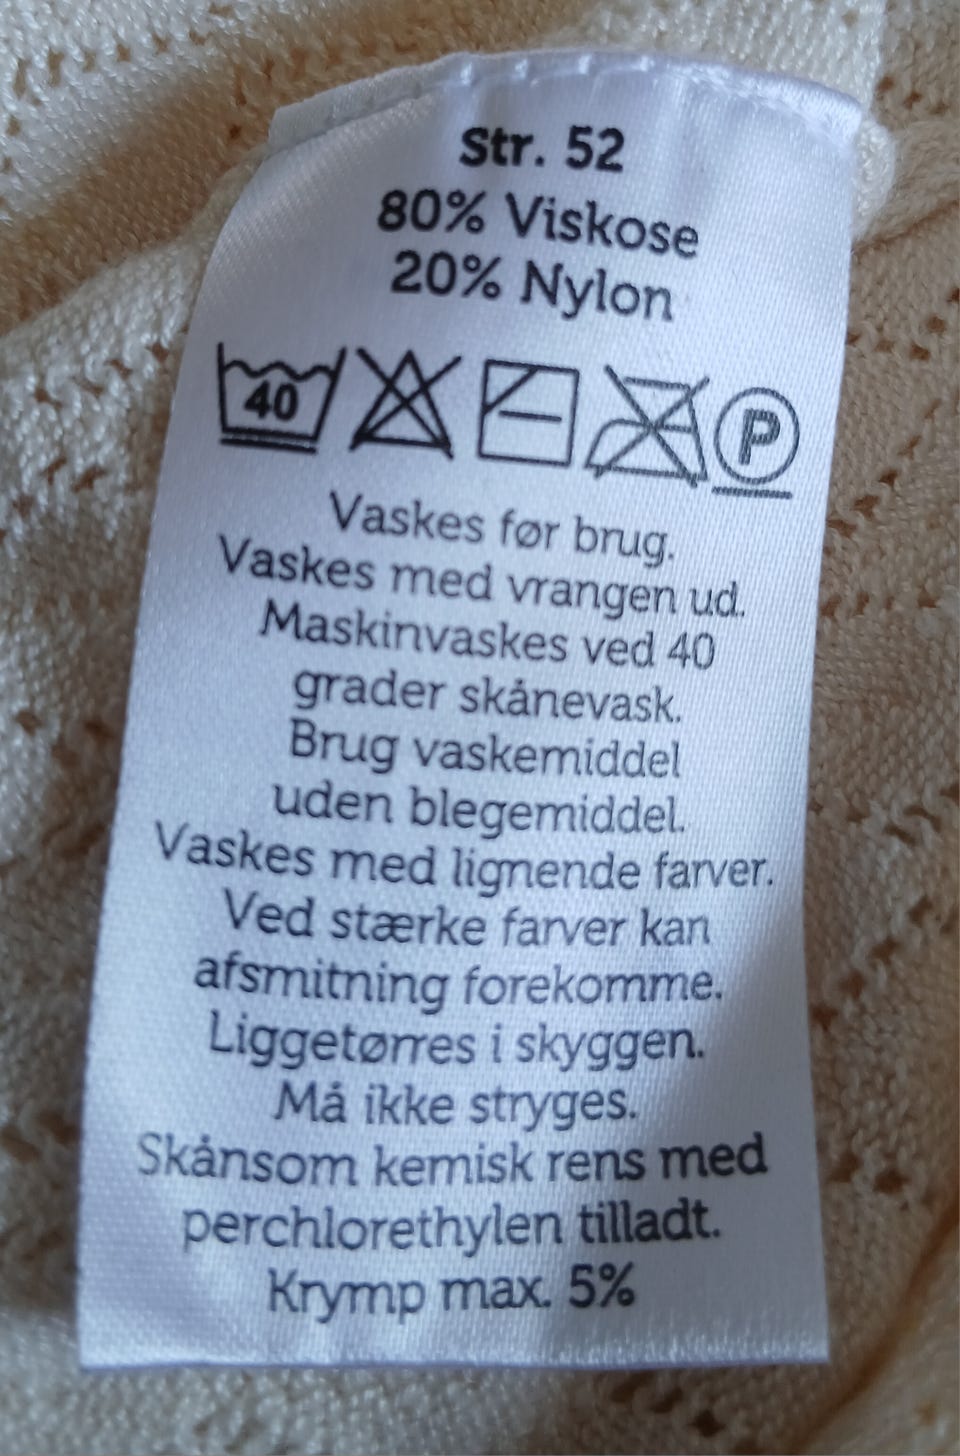 Str. 52
80% Viskose
20% Nylon
40 P
Vaskes før brug.
Vaskes med vrangen ud.
Maskinvaskes ved 40
grader skånevask.
Brug vaskemiddel
uden blegemiddel.
Vaskes med lignende farver.
Ved stærke farver kan
afsmitning forekomme.
Liggetørres i skyggen.
Må ikke stryges.
Skånsom kemisk rens med
perchlorethylen tilladt.
Krymp max. 5%